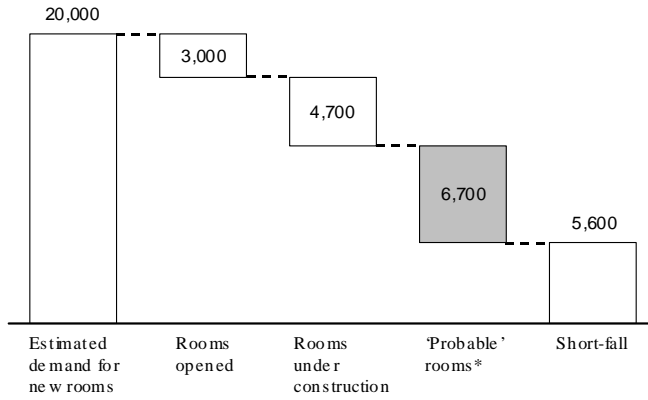 20,000
3,000
4,700
6,700
5,600
Estimated
demand for
new rooms
Rooms
opened
Rooms
under
construction
‘Probable’
rooms*
Short-fall